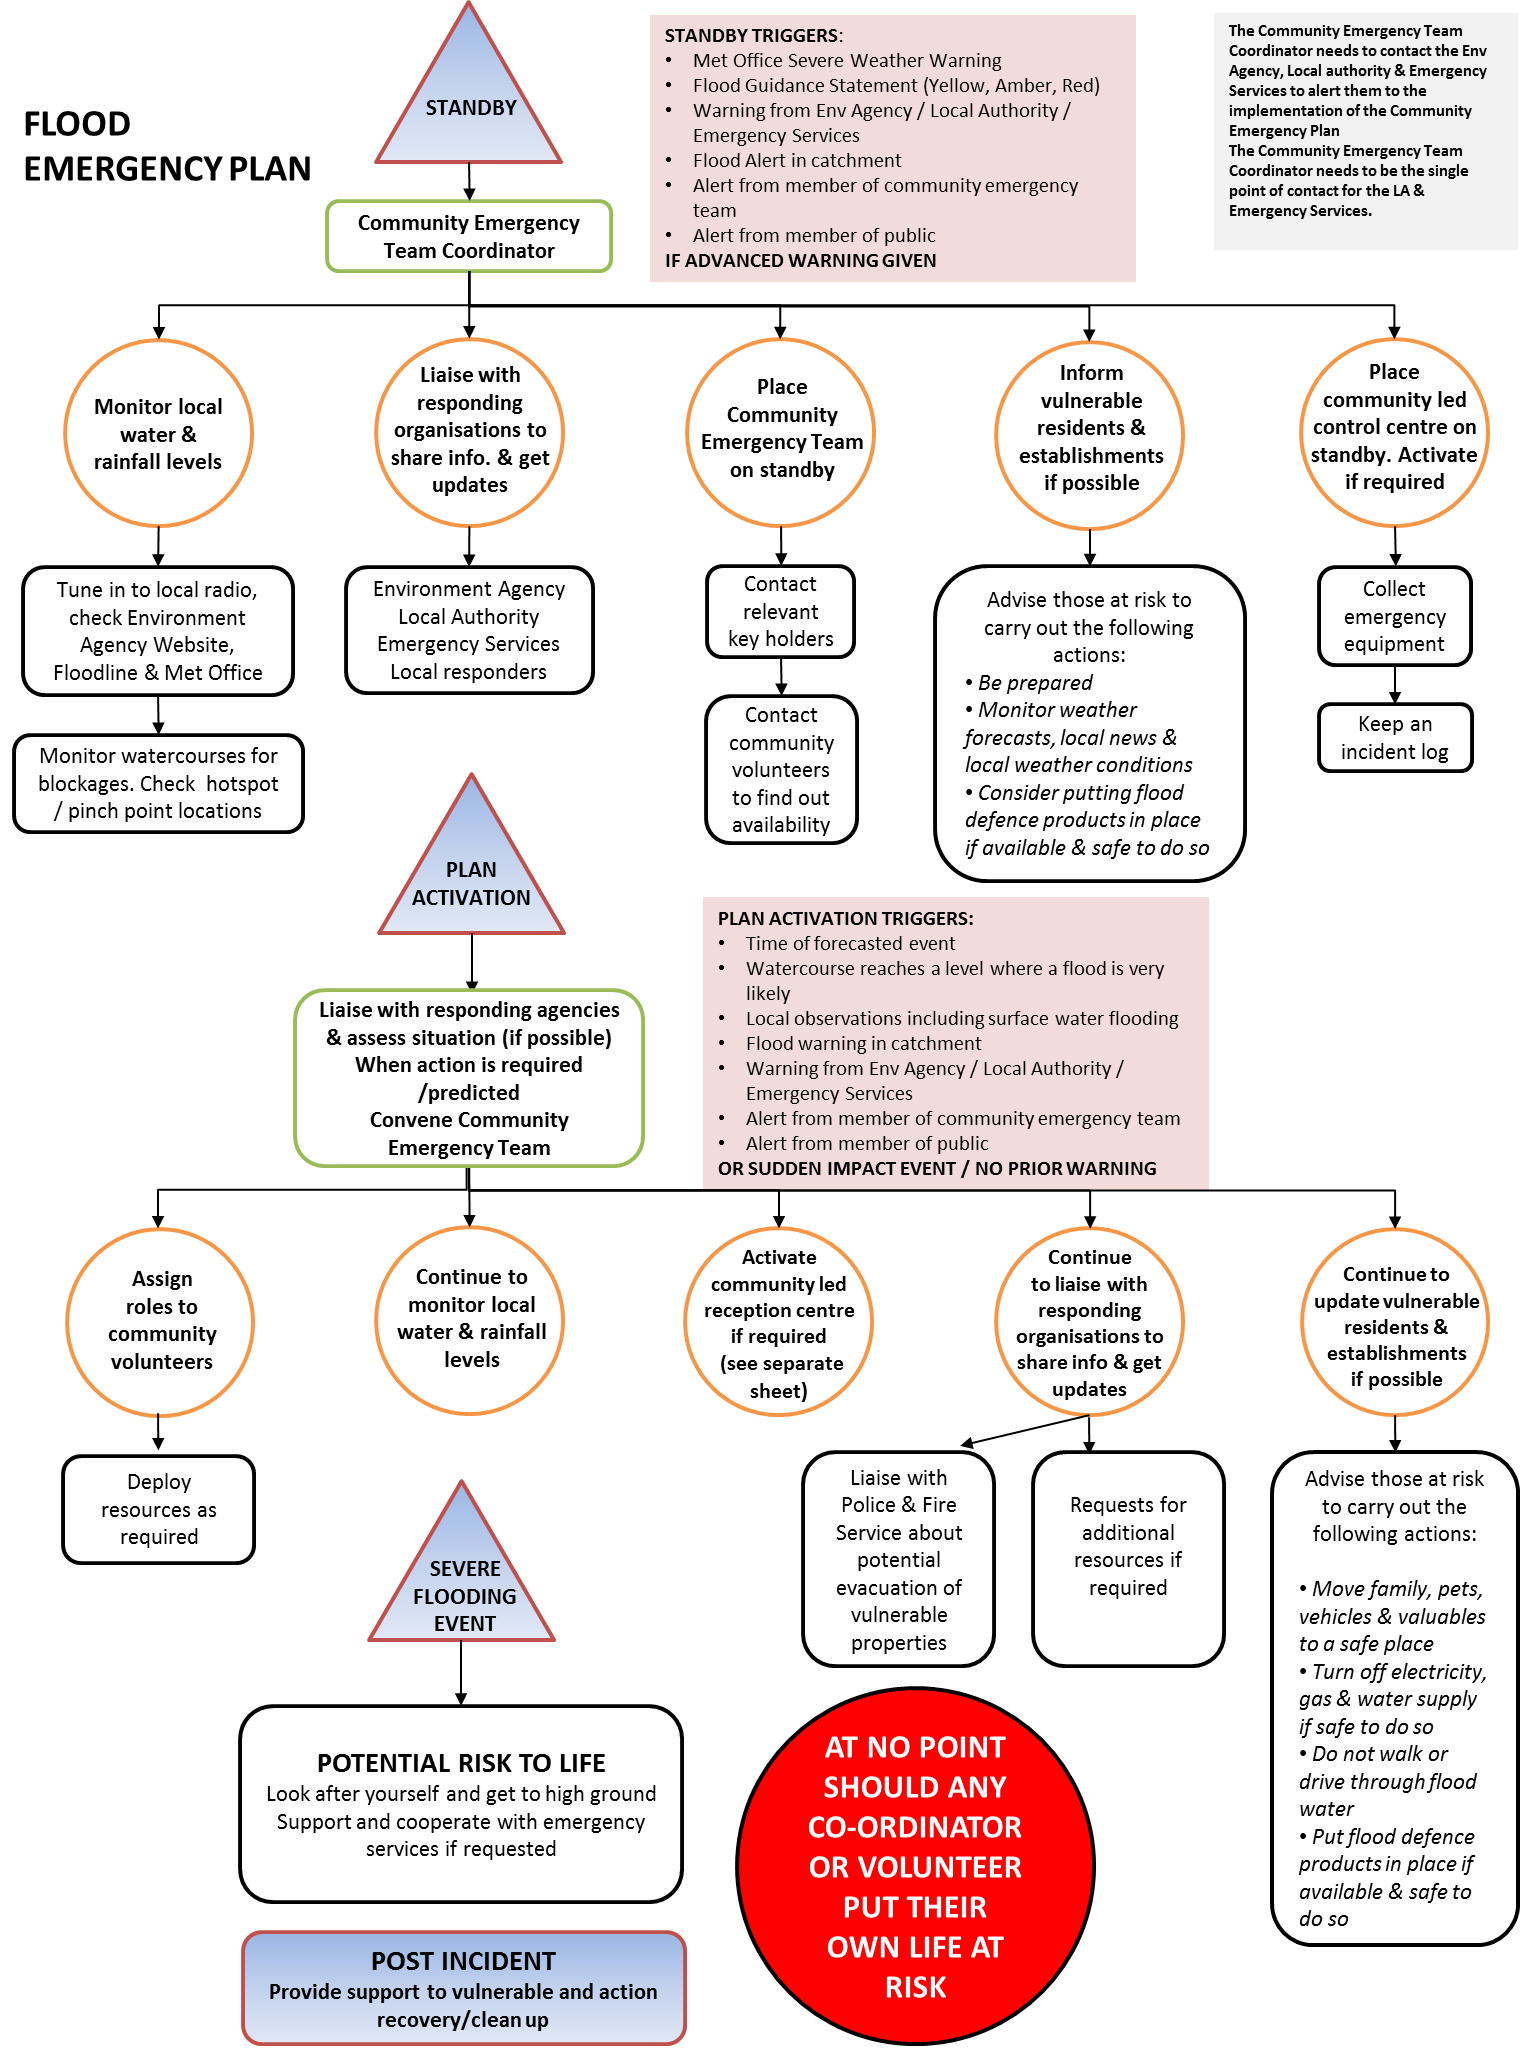 FLOOD
EMERGENCY PLAN
STANDBY
STANDBY TRIGGERS:
• Met Office Severe Weather Warning
• Flood Guidance Statement (Yellow, Amber, Red)
• Warning from Env Agency / Local Authority /
Emergency Services
• Flood Alert in catchment
• Alert from member of community emergency
team
• Alert from member of public
IF ADVANCED WARNING GIVEN
The Community Emergency Team
Coordinator needs to contact the Env
Agency, Local authority & Emergency
Services to alert them to the
implementation of the Community
Emergency Plan
The Community Emergency Team
Coordinator needs to be the single
point of contact for the LA &
Emergency Services.
Community Emergency
Team Coordinator
Monitor local
water &
rainfall levels
Liaise with
responding
organisations to
share info. & get
updates
Place
Community
Emergency Team
on standby
Inform
vulnerable
residents &
establishments
if possible
Place
community led
control centre on
standby. Activate
if required
Tune in to local radio,
check Environment
Agency Website,
Floodline & Met Office
Monitor watercourses for
blockages. Check hotspot
/ pinch point locations
Environment Agency
Local Authority
Emergency Services
Local responders
Contact
relevant
key holders
Contact
community
volunteers
to find out
availability
Advise those at risk to
carry out the following
actions:
• Be prepared
• Monitor weather
forecasts, local news &
local weather conditions
• Consider putting flood
defence products in place
if available & safe to do so
Collect
emergency
equipment
Keep an
incident log
PLAN
ACTIVATION
PLAN ACTIVATION TRIGGERS:
• Time of forecasted event
• Watercourse reaches a level where a flood is very
likely
• Local observations including surface water flooding
• Flood warning in catchment
• Warning from Env Agency / Local Authority /
Emergency Services
• Alert from member of community emergency team
• Alert from member of public
OR SUDDEN IMPACT EVENT / NO PRIOR WARNING
Liaise with responding agencies
& assess situation (if possible)
When action is required
/predicted
Convene Community
Emergency Team
Assign
roles to
community
volunteers
Continue to
monitor local
water & rainfall
levels
Activate
community led
reception centre
if required
(see separate
sheet)
Continue
to liaise with
responding
organisations to
share info & get
updates
Continue to
update vulnerable
residents &
establishments
if possible
Deploy
resources as
required
Liaise with
Police & Fire
Service about
potential
evacuation of
vulnerable
properties
Requests for
additional
resources if
required
Advise those at risk
to carry out the
following actions:
• Move family, pets,
vehicles & valuables
to a safe place
• Turn off electricity,
gas & water supply
if safe to do so
• Do not walk or
drive through flood
water
• Put flood defence
products in place if
available & safe to
do so
SEVERE
FLOODING
EVENT
POTENTIAL RISK TO LIFE
Look after yourself and get to high ground
Support and cooperate with emergency
services if requested
AT NO POINT
SHOULD ANY
CO-ORDINATOR
OR VOLUNTEER
PUT THEIR
OWN LIFE AT
RISK
POST INCIDENT
Provide support to vulnerable and action
recovery/clean up